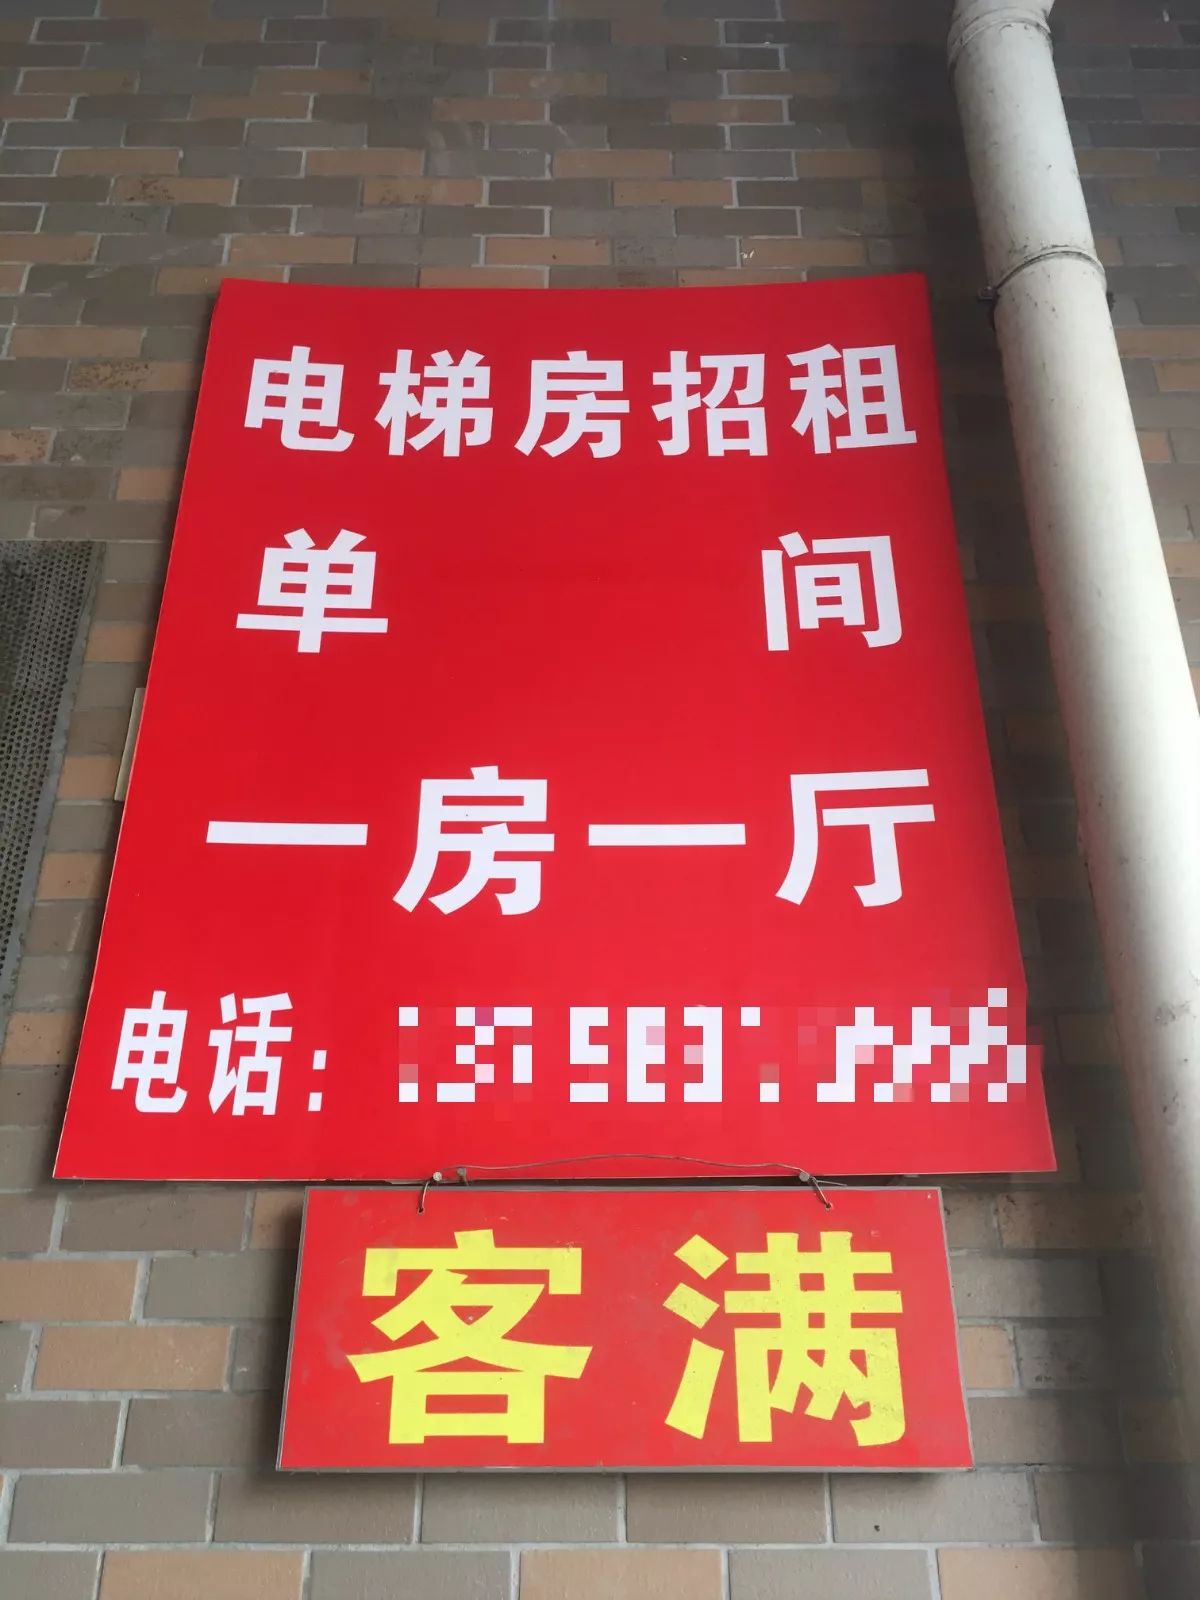 电梯房招租
单间
一房一厅
电话:
客满